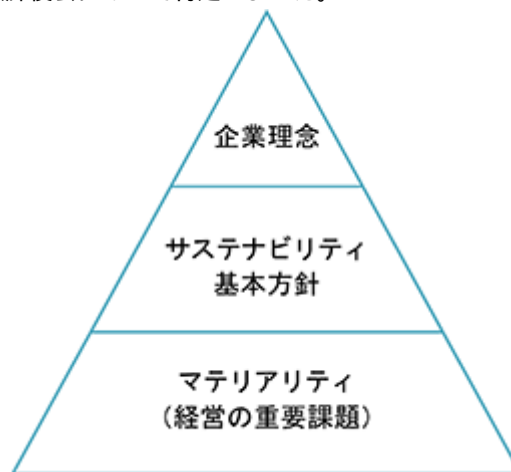 企業理念
サステナビリティ
基本方針
マテリアリティ
（経営の重要課題）